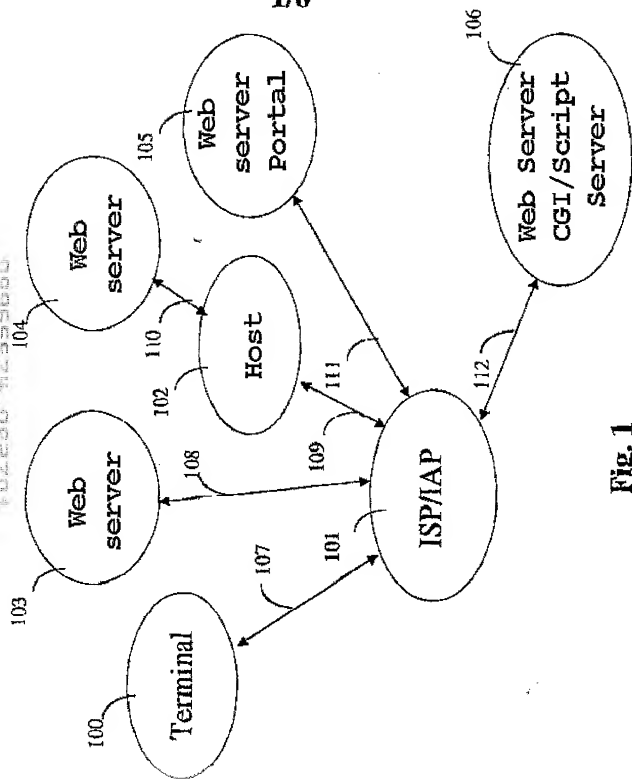 1/6
100
Terminal
103
Web
server
104
Web
server
102
Host
105
Web
server
Portal
106
Web Server
CGI/Script
Server
101
ISP/IAP
107
108
109
110
111
112
Fig. 1